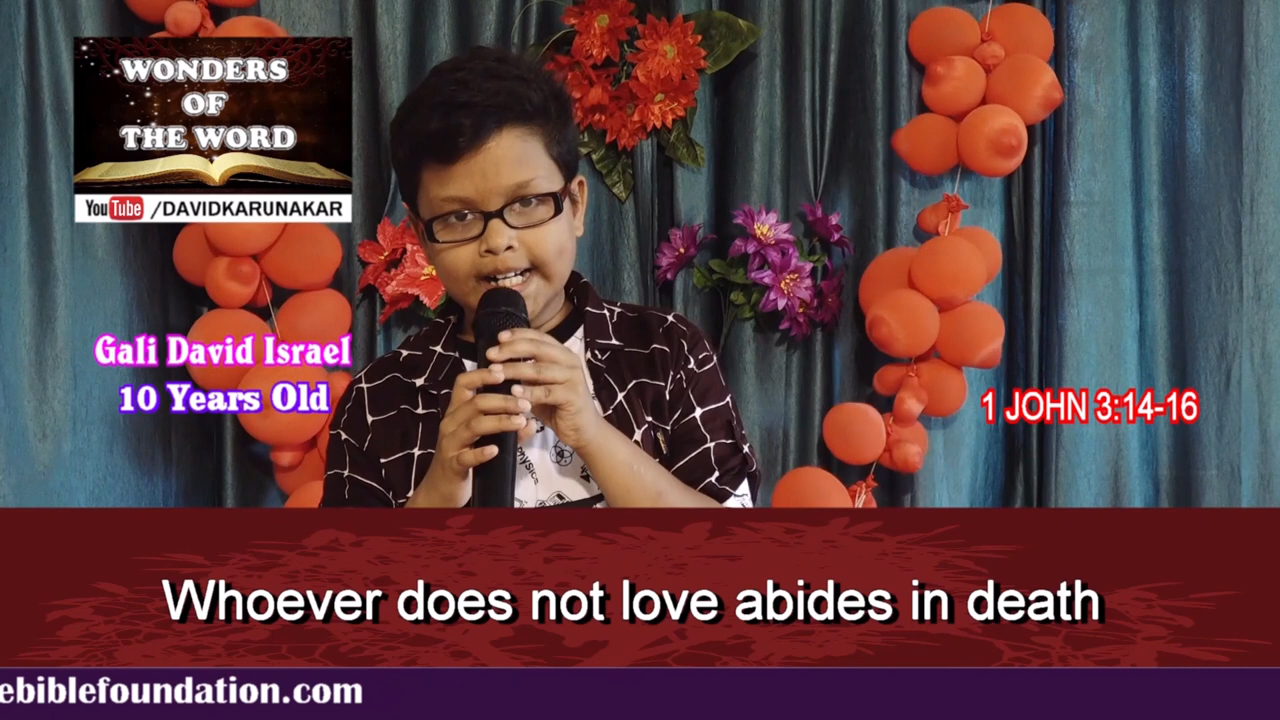 WONDERS
OF
THE WORD
YouTube /DAVIDKARUNAKAR
Gali David Israel
10 Years Old
1 JOHN 3:14-16
physics
Whoever does not love abides in death
ebiblefoundation.com